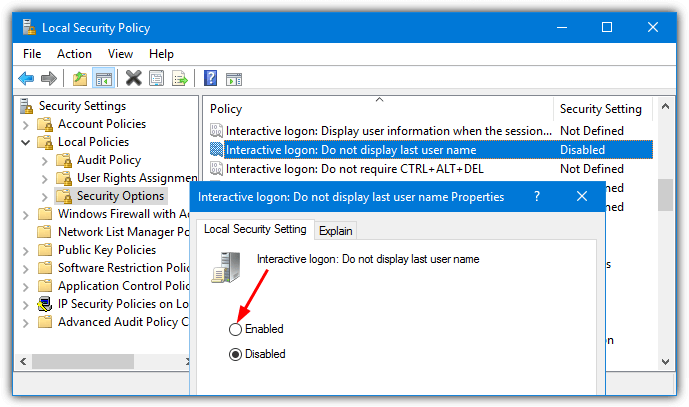 Local Security Policy
File Action View Help
Security Settings
Account Policies
Local Policies
Audit Policy
User Rights Assignmen
Security Options
Windows Firewall with Ad
Network List Manager Po
Public Key Policies
Software Restriction Polic
Application Control Polic
IP Security Policies on Lo
Advanced Audit Policy C
Policy Security Setting
Interactive logon: Display user information when the session... Not Defined
Interactive logon: Do not display last user name Disabled
Interactive logon: Do not require CTRL+ALT+DEL Not Defined
Interactive logon: Do not display last user name Properties ? 
Local Security Setting Explain
Interactive logon: Do not display last user name
Enabled
Disabled